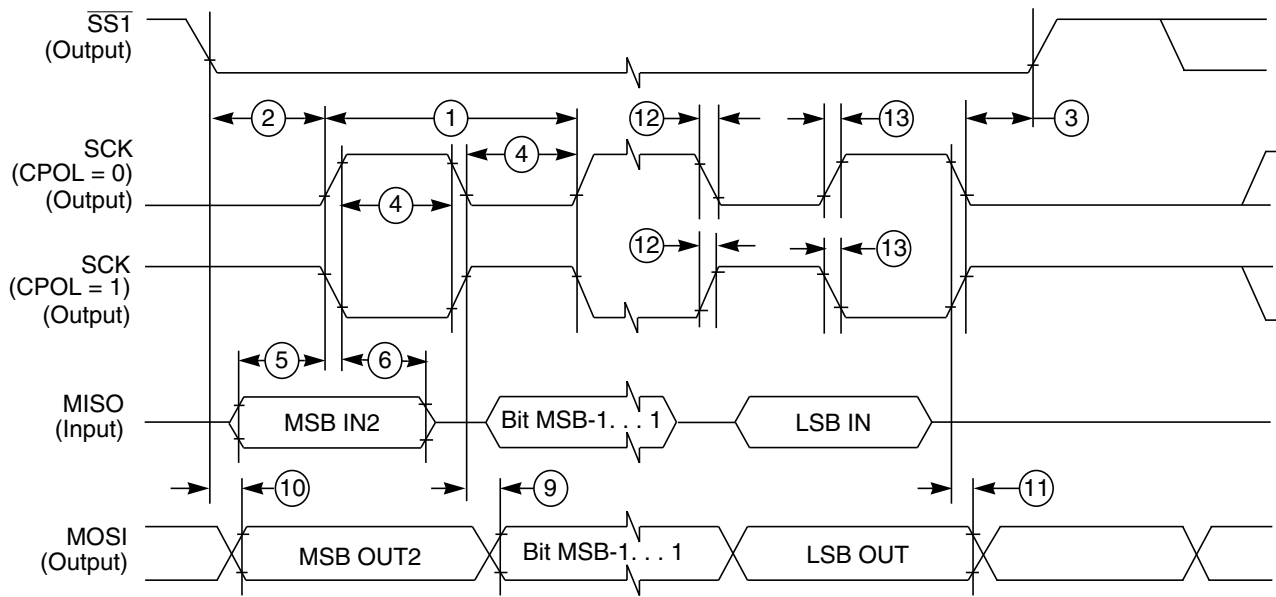 SS1
(Output)
2
1
12
13
3
SCK
(CPOL = 0)
(Output)
4
4
SCK
(CPOL = 1)
(Output)
12
13
5
6
MISO
(Input)
MSB IN2
Bit MSB-1. . . 1
LSB IN
10
9
11
MOSI
(Output)
MSB OUT2
Bit MSB-1. . . 1
LSB OUT